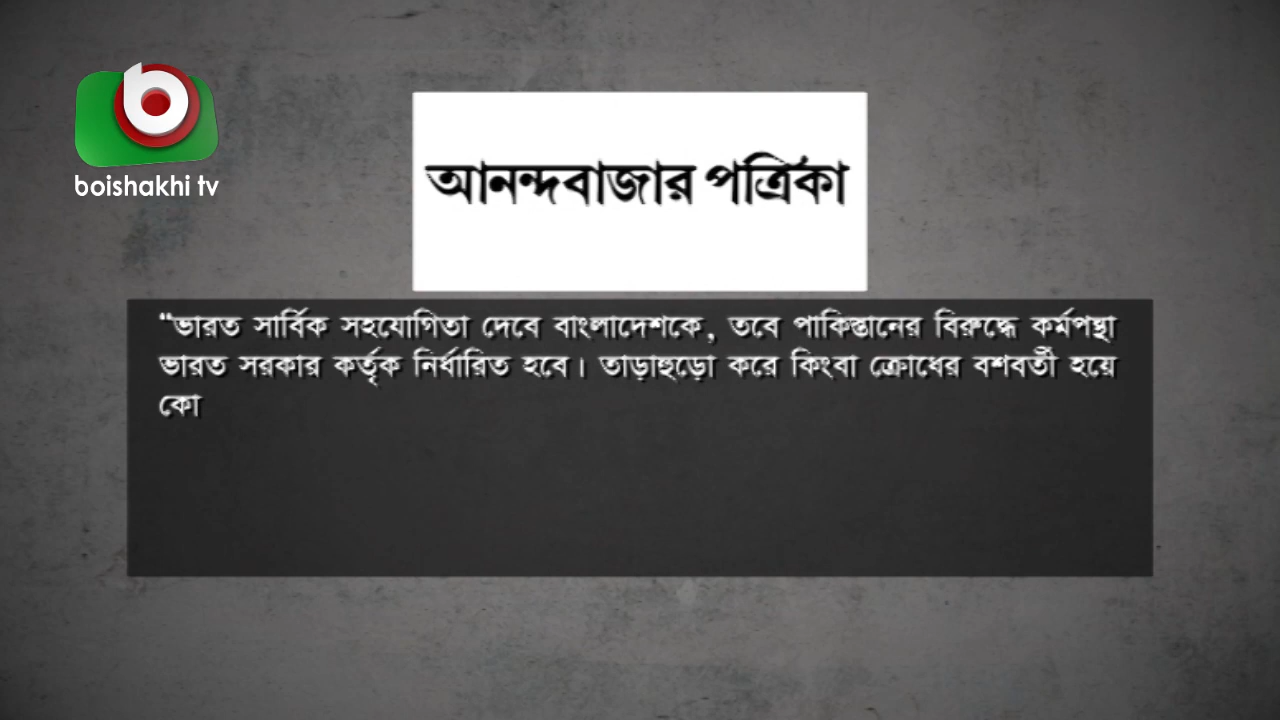 boishakhi tv
আনন্দবাজার পত্রিকা
“ভারত সার্বিক সহযোগিতা দেবে বাংলাদেশকে, তবে পাকিস্তানের বিরুদ্ধে কর্মপন্থা
ভারত সরকার কর্তৃক নির্ধারিত হবে। তাড়াহুড়ো করে কিংবা ক্রোধের বশবর্তী হয়ে
কো